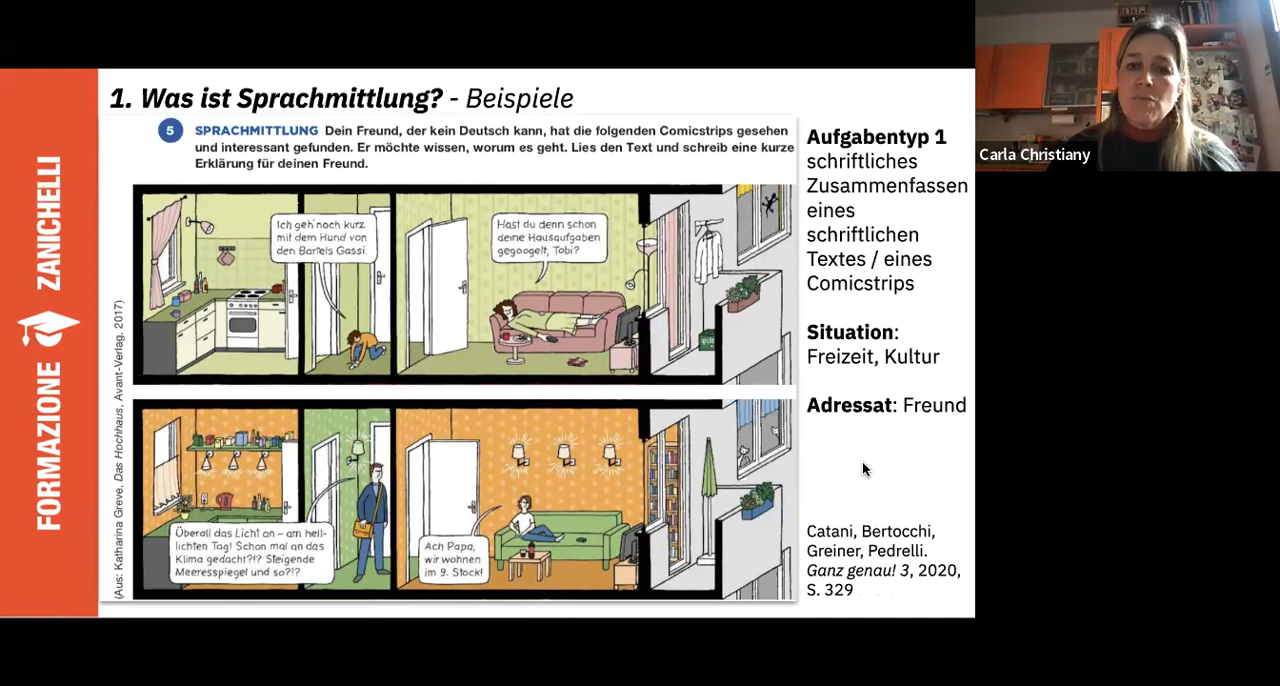 FORMAZIONE ZANICHELLI
1. Was ist Sprachmittlung? - Beispiele
5 SPRACHMITTLUNG Dein Freund, der kein Deutsch kann, hat die folgenden Comicstrips gesehen
und interessant gefunden. Er möchte wissen, worum es geht. Lies den Text und schreib eine kurze
Erklärung für deinen Freund.
Ich geh noch kurz
mit dem Hund von
den Bartels Gassi.
Hast du denn schon
deine Hausaufgaben
gegoogelt, Tobi?
Überall das Licht an – am hell-
lichten Tag! Schon mal an das
Klima gedacht?!? Steigende
Meeresspiegel und so?!?
Ach Papa,
wir wohnen
im 9. Stock!
(Aus: Katharina Greve, Das Hochhaus, Avant-Verlag, 2017)
Aufgabentyp 1
schriftliches
Zusammenfassen
eines
schriftlichen
Textes / eines
Comicstrips
Situation:
Freizeit, Kultur
Adressat: Freund
Catani, Bertocchi,
Greiner, Pedrelli.
Ganz genau! 3, 2020,
S. 329
Carla Christiany